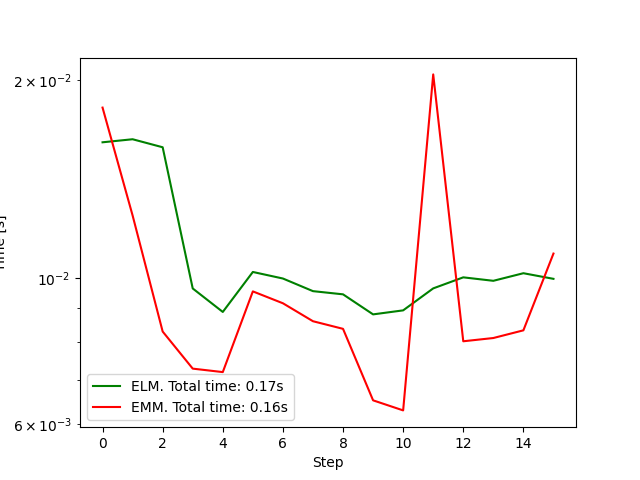 2 × 10⁻²
Time [s]
10⁻²
6 × 10⁻³
ELM. Total time: 0.17s
EMM. Total time: 0.16s
0 2 4 6 8 10 12 14
Step